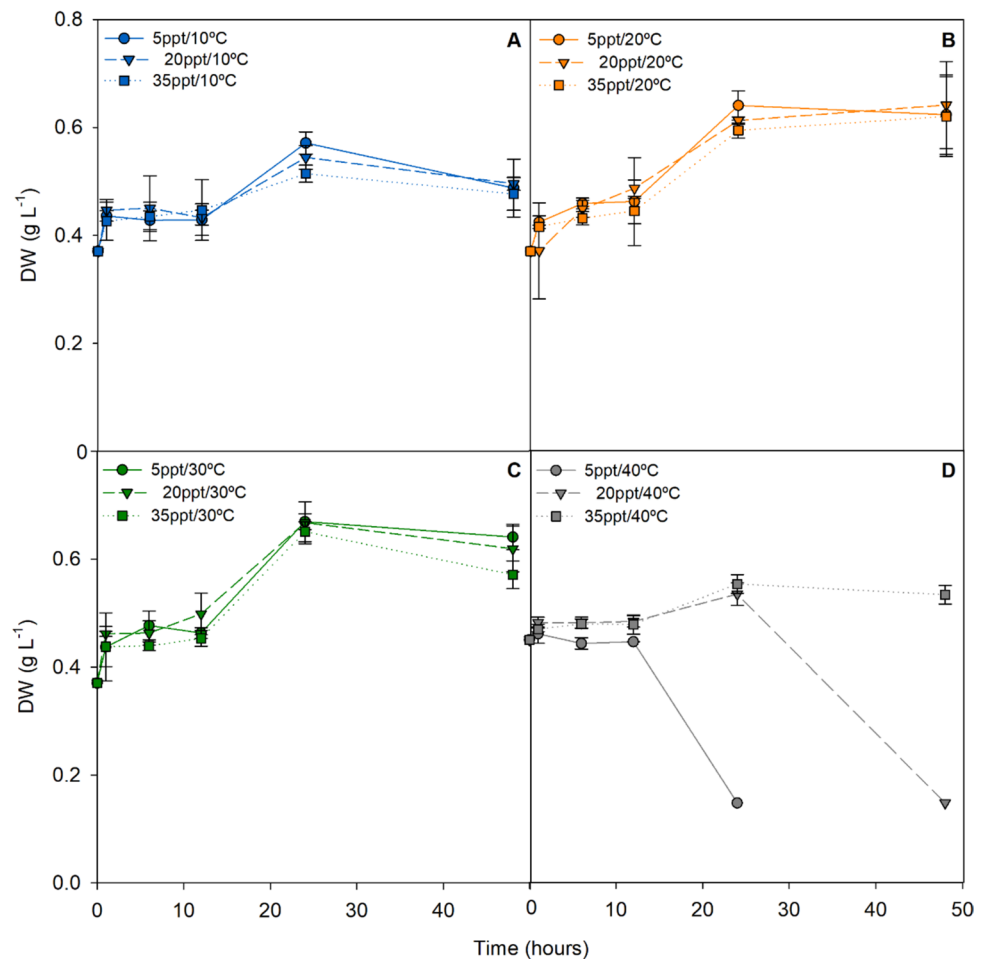 0.8
5ppt/10ºC
20ppt/10ºC
35ppt/10ºC
A
5ppt/20ºC
20ppt/20ºC
35ppt/20ºC
B
0.6
0.4
0.2
0
DW (g L⁻¹)
5ppt/30ºC
20ppt/30ºC
35ppt/30ºC
C
5ppt/40ºC
20ppt/40ºC
35ppt/40ºC
D
0.6
0.4
0.2
0.0
DW (g L⁻¹)
0 10 20 30 40 0 10 20 30 40 50
Time (hours)